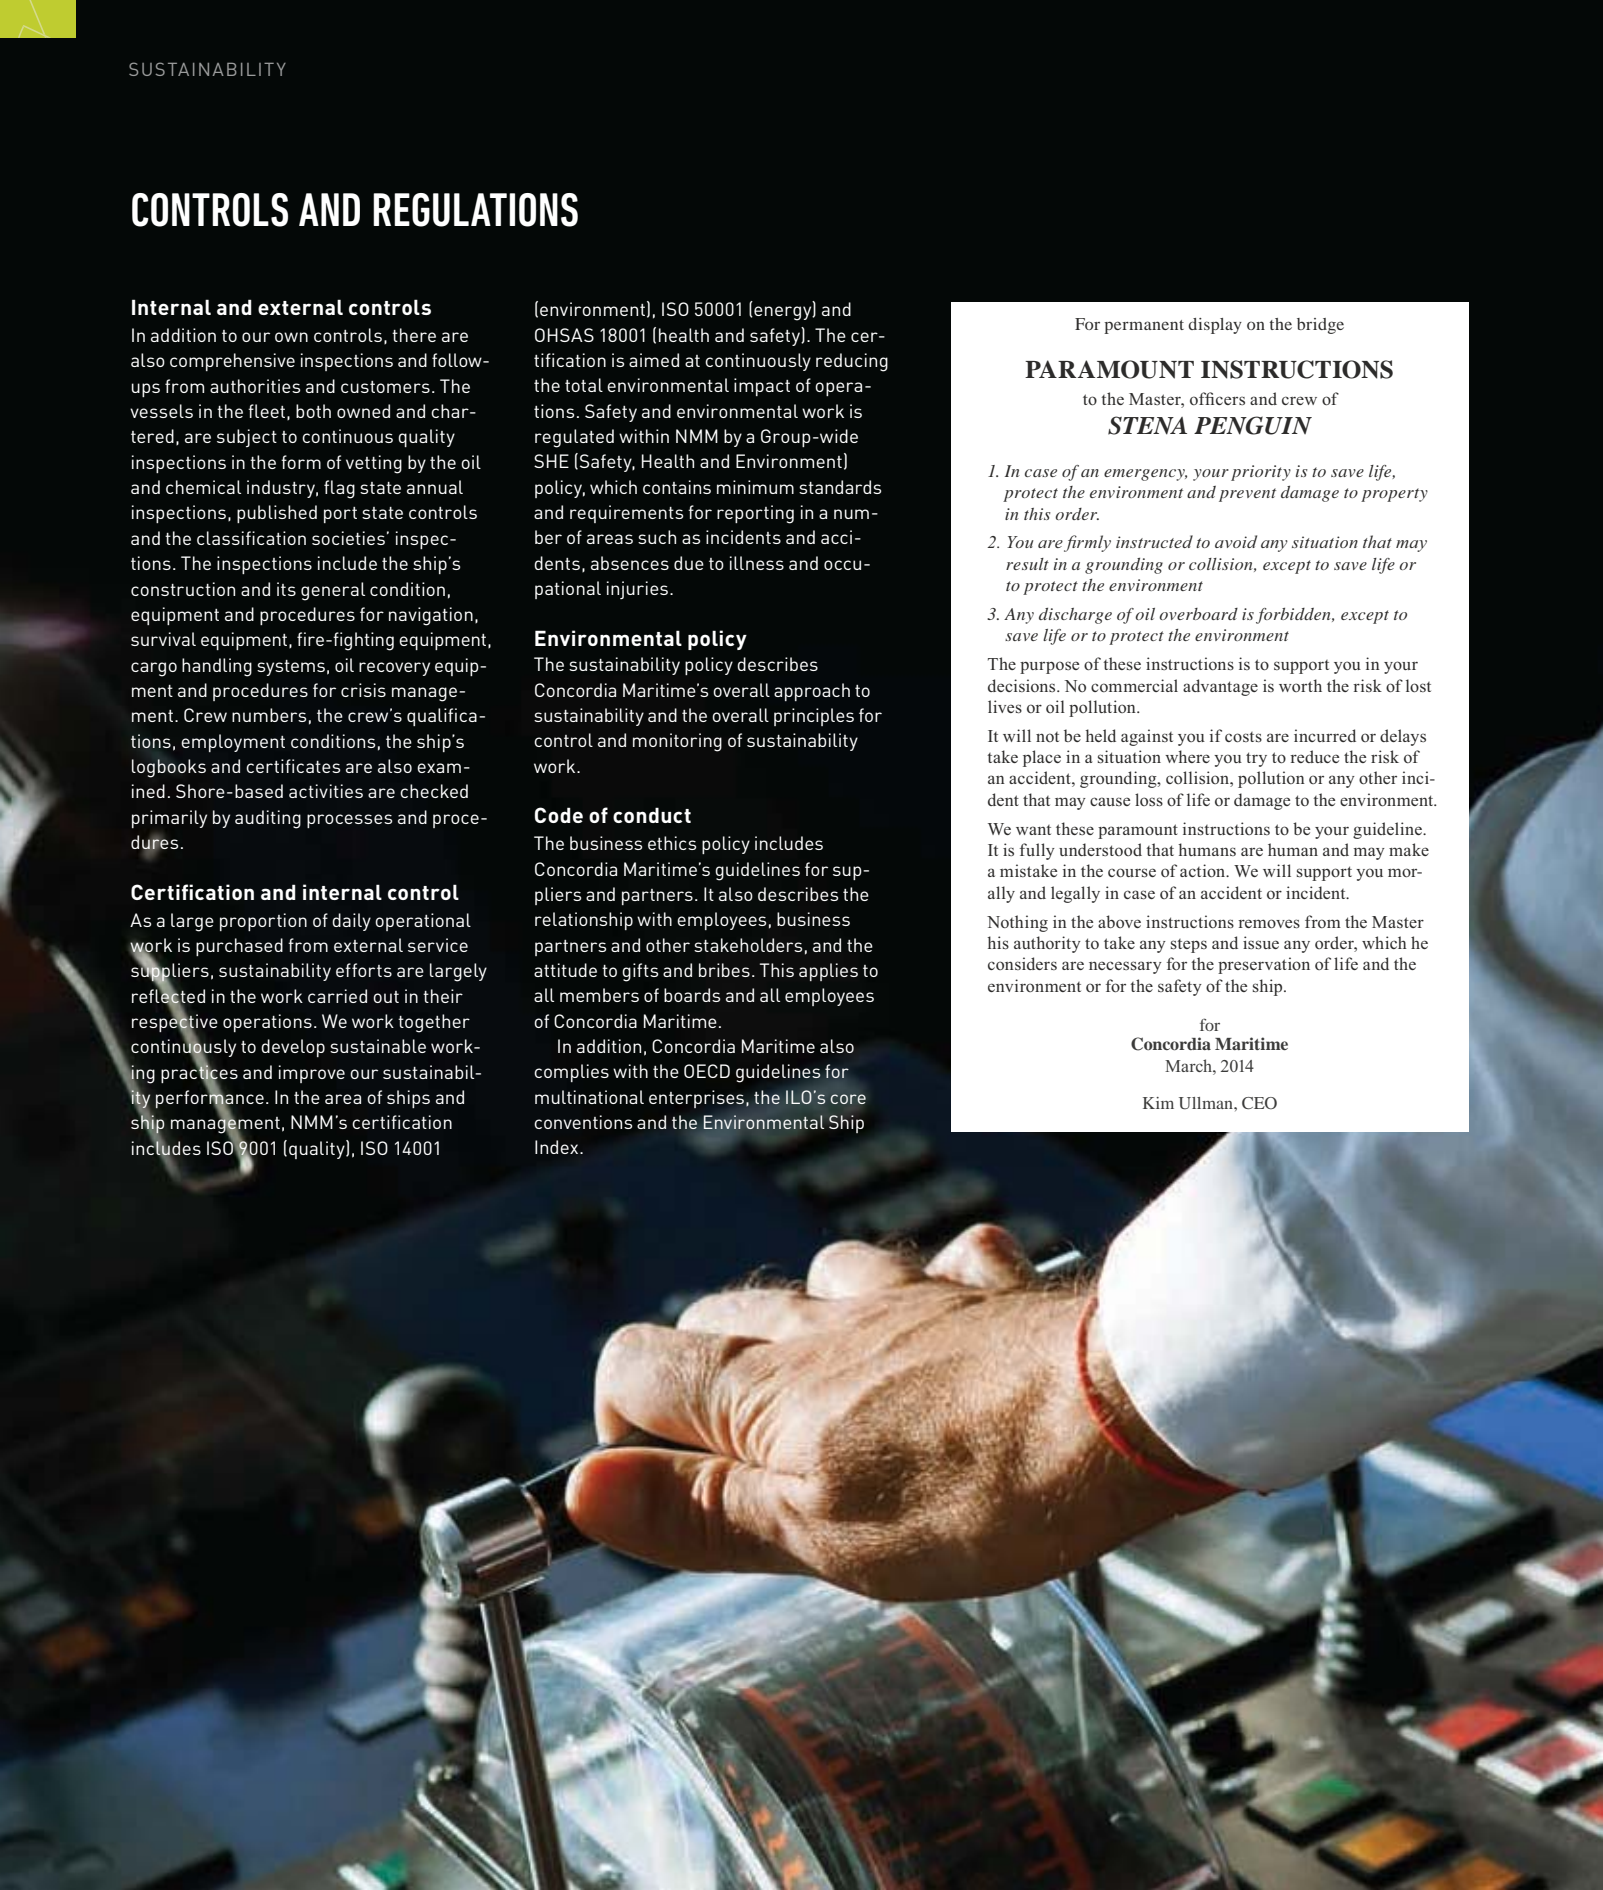 SUSTAINABILITY
CONTROLS AND REGULATIONS
Internal and external controls
In addition to our own controls, there are
also comprehensive inspections and follow-
ups from authorities and customers. The
vessels in the fleet, both owned and char-
tered, are subject to continuous quality
inspections in the form of vetting by the oil
and chemical industry, flag state annual
inspections, published port state controls
and the classification societies' inspec-
tions. The inspections include the ship's
construction and its general condition,
equipment and procedures for navigation,
survival equipment, fire-fighting equipment,
cargo handling systems, oil recovery equip-
ment and procedures for crisis manage-
ment. Crew numbers, the crew's qualifica-
tions, employment conditions, the ship's
logbooks and certificates are also exam-
ined. Shore-based activities are checked
primarily by auditing processes and proce-
dures.
Certification and internal control
As a large proportion of daily operational
work is purchased from external service
suppliers, sustainability efforts are largely
reflected in the work carried out in their
respective operations. We work together
continuously to develop sustainable work-
ing practices and improve our sustainabil-
ity performance. In the area of ships and
ship management, NMM's certification
includes ISO 9001 (quality), ISO 14001
(environment), ISO 50001 (energy) and
OHSAS 18001 (health and safety). The cer-
tification is aimed at continuously reducing
the total environmental impact of opera-
tions. Safety and environmental work is
regulated within NMM by a Group-wide
SHE (Safety, Health and Environment)
policy, which contains minimum standards
and requirements for reporting in a num-
ber of areas such as incidents and acci-
dents, absences due to illness and occu-
pational injuries.
Environmental policy
The sustainability policy describes
Concordia Maritime's overall approach to
sustainability and the overall principles for
control and monitoring of sustainability
work.
Code of conduct
The business ethics policy includes
Concordia Maritime's guidelines for sup-
pliers and partners. It also describes the
relationship with employees, business
partners and other stakeholders, and the
attitude to gifts and bribes. This applies to
all members of boards and all employees
of Concordia Maritime.
In addition, Concordia Maritime also
complies with the OECD guidelines for
multinational enterprises, the ILO's core
conventions and the Environmental Ship
Index.
For permanent display on the bridge
PARAMOUNT INSTRUCTIONS
to the Master, officers and crew of
STENA PENGUIN
1. In case of an emergency, your priority is to save life,
protect the environment and prevent damage to property
in this order.
2. You are firmly instructed to avoid any situation that may
result in a grounding or collision, except to save life or
to protect the environment
3. Any discharge of oil overboard is forbidden, except to
save life or to protect the environment
The purpose of these instructions is to support you in your
decisions. No commercial advantage is worth the risk of lost
lives or oil pollution.
It will not be held against you if costs are incurred or delays
take place in a situation where you try to reduce the risk of
an accident, grounding, collision, pollution or any other inci-
dent that may cause loss of life or damage to the environment.
We want these paramount instructions to be your guideline.
It is fully understood that humans are human and may make
a mistake in the course of action. We will support you mor-
ally and legally in case of an accident or incident.
Nothing in the above instructions removes from the Master
his authority to take any steps and issue any order, which he
considers are necessary for the preservation of life and the
environment or for the safety of the ship.
for
Concordia Maritime
March, 2014
Kim Ullman, CEO